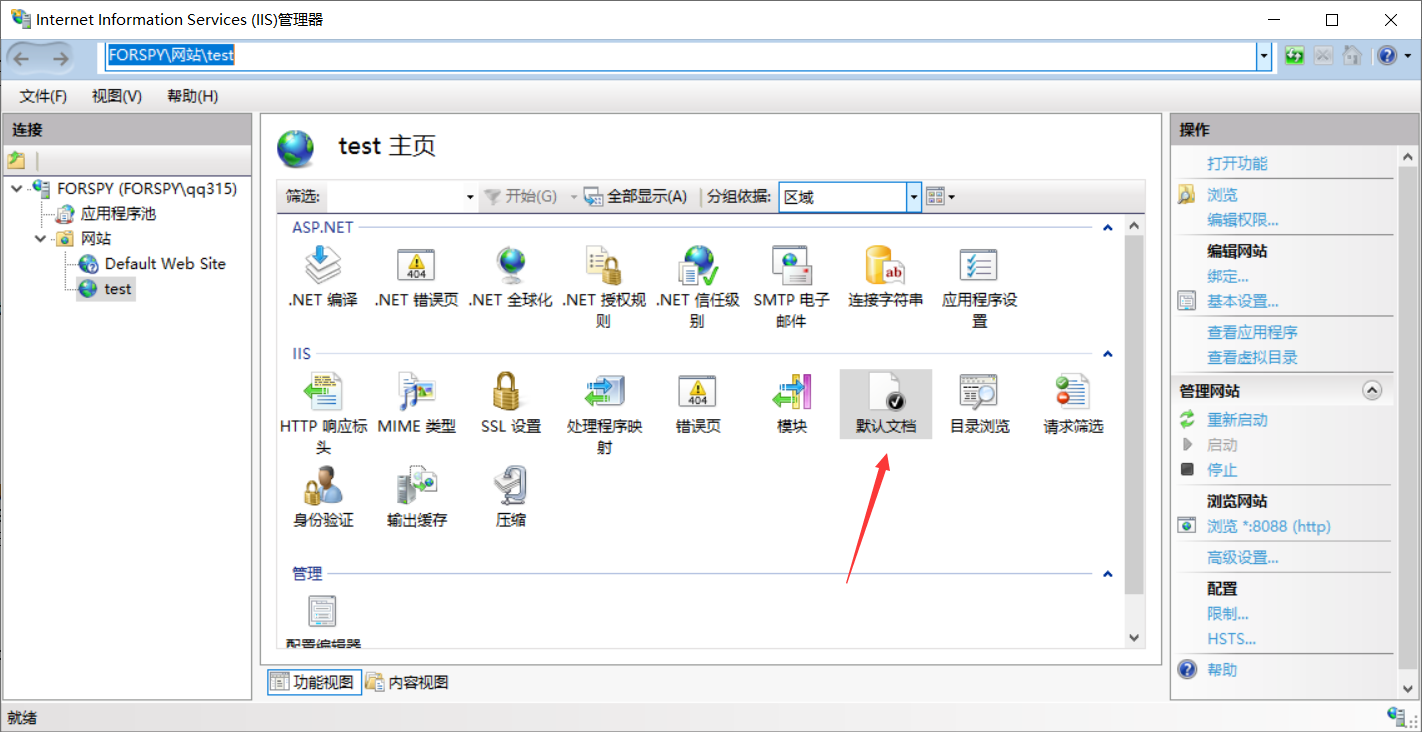 Internet Information Services (IIS)管理器
FORSPY\网站\test
文件(F) 视图(V) 帮助(H)
连接
FORSPY (FORSPY\qq315)
应用程序池
网站
Default Web Site
test
test 主页
筛选: 开始(G) 全部显示(A) 分组依据: 区域
ASP.NET
.NET 编译 .NET 错误页 .NET 全球化 .NET 授权规 .NET 信任级 SMTP 电子 连接字符串 应用程序设
则 别 邮件 置
IIS
HTTP 响应标 MIME 类型 SSL 设置 处理程序映 错误页 模块 默认文档 目录浏览 请求筛选
头 射
身份验证 输出缓存 压缩
管理
配置编辑器
功能视图 内容视图
操作
打开功能
浏览
编辑权限...
编辑网站
绑定...
基本设置...
查看应用程序
查看虚拟目录
管理网站
重新启动
启动
停止
浏览网站
浏览 *:8088 (http)
高级设置...
配置
限制...
HSTS...
帮助
就绪